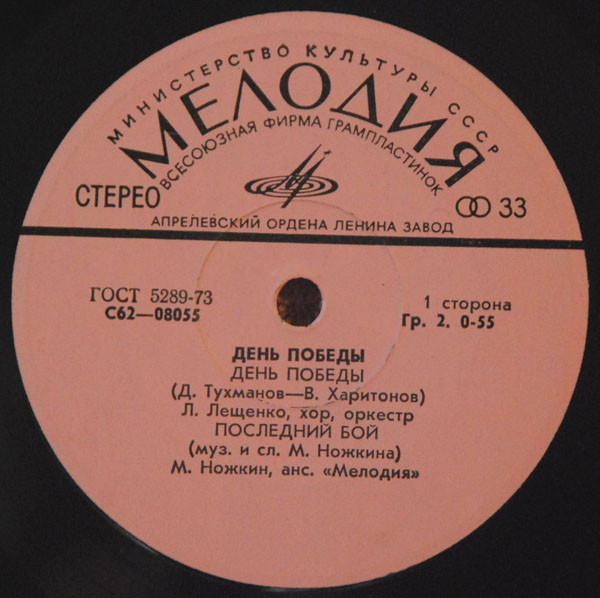 МИНИСТЕРСТВО КУЛЬТУРЫ СССР
МЕЛОДИЯ
ВСЕСОЮЗНАЯ ФИРМА ГРАМПЛАСТИНОК
СТЕРЕО
33
АПРЕЛЕВСКИЙ ОРДЕНА ЛЕНИНА ЗАВОД
ГОСТ 5289-73
С62—08055
1 сторона
Гр. 2. 0-55
ДЕНЬ ПОБЕДЫ
ДЕНЬ ПОБЕДЫ
(Д. Тухманов—В. Харитонов)
Л. Лещенко, хор, оркестр
ПОСЛЕДНИЙ БОЙ
(муз. и сл. М. Ножкина)
М. Ножкин, анс. «Мелодия»